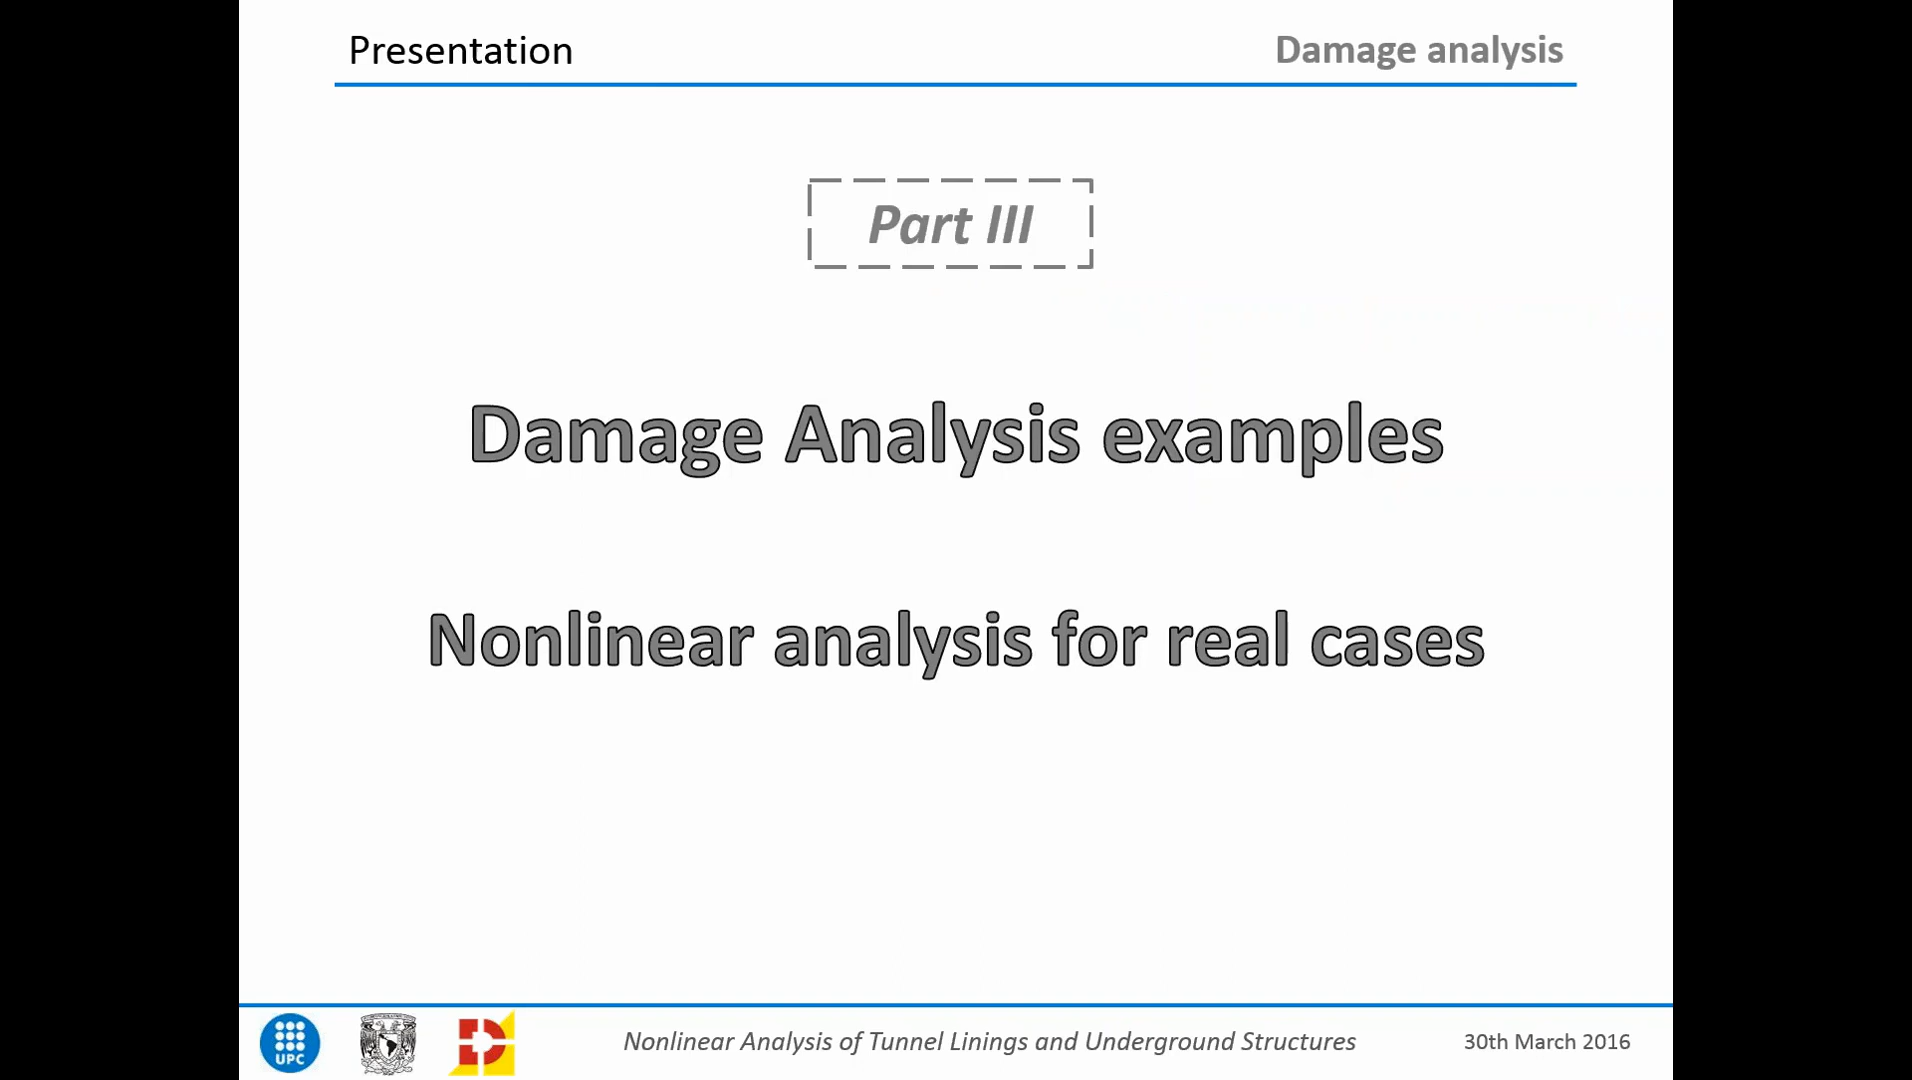 Presentation
Damage analysis
Part III
Damage Analysis examples
Nonlinear analysis for real cases
UPC
Nonlinear Analysis of Tunnel Linings and Underground Structures
30th March 2016